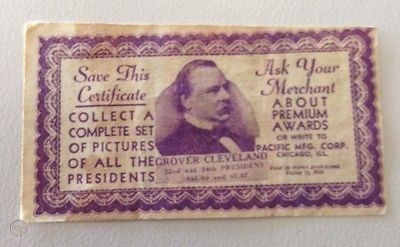 Save This
Certificate
COLLECT A
COMPLETE SET
OF PICTURES
OF ALL THE
PRESIDENTS
GROVER CLEVELAND
22nd and 24th PRESIDENT
Ask Your
Merchant
ABOUT
PREMIUM
AWARDS
OR WRITE TO
PACIFIC MFG. CORP.
CHICAGO, ILL.